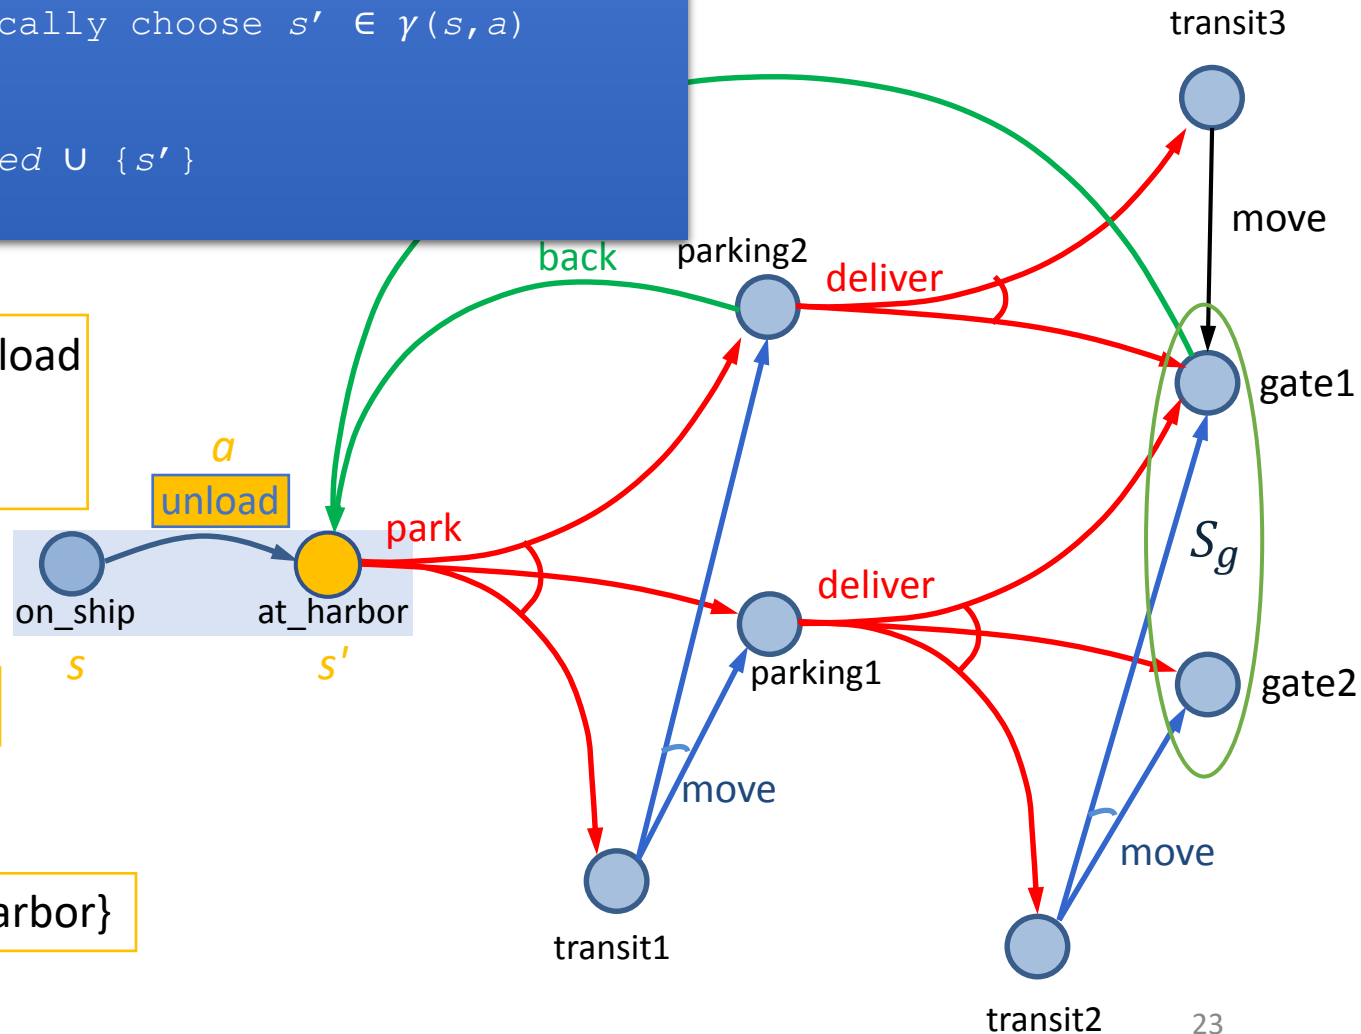 cally choose s' ∈ γ(s,a)
ed ∪ {s'}
transit3
move
back
parking2
deliver
load
gate1
a
unload
park
S_g
on_ship
at_harbor
deliver
s
s'
parking1
gate2
move
move
arbor}
transit1
transit2
23